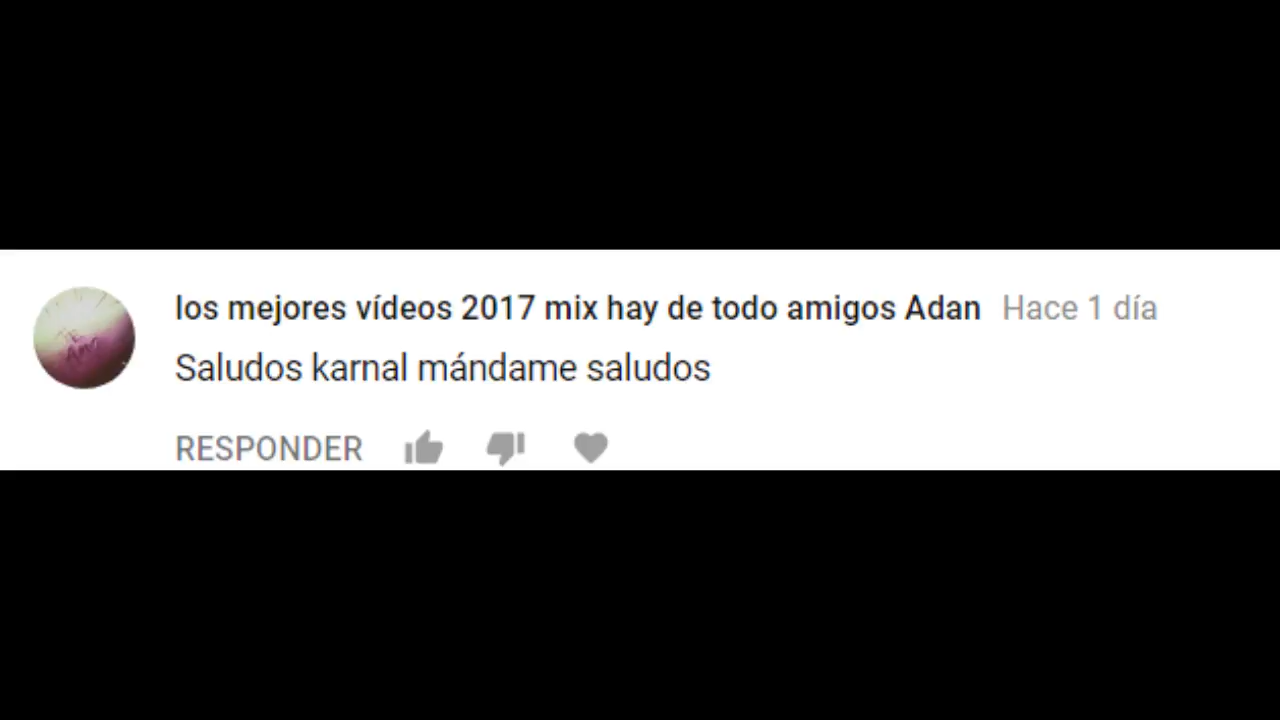 los mejores vídeos 2017 mix hay de todo amigos Adan Hace 1 día
Saludos karnal mándame saludos
RESPONDER